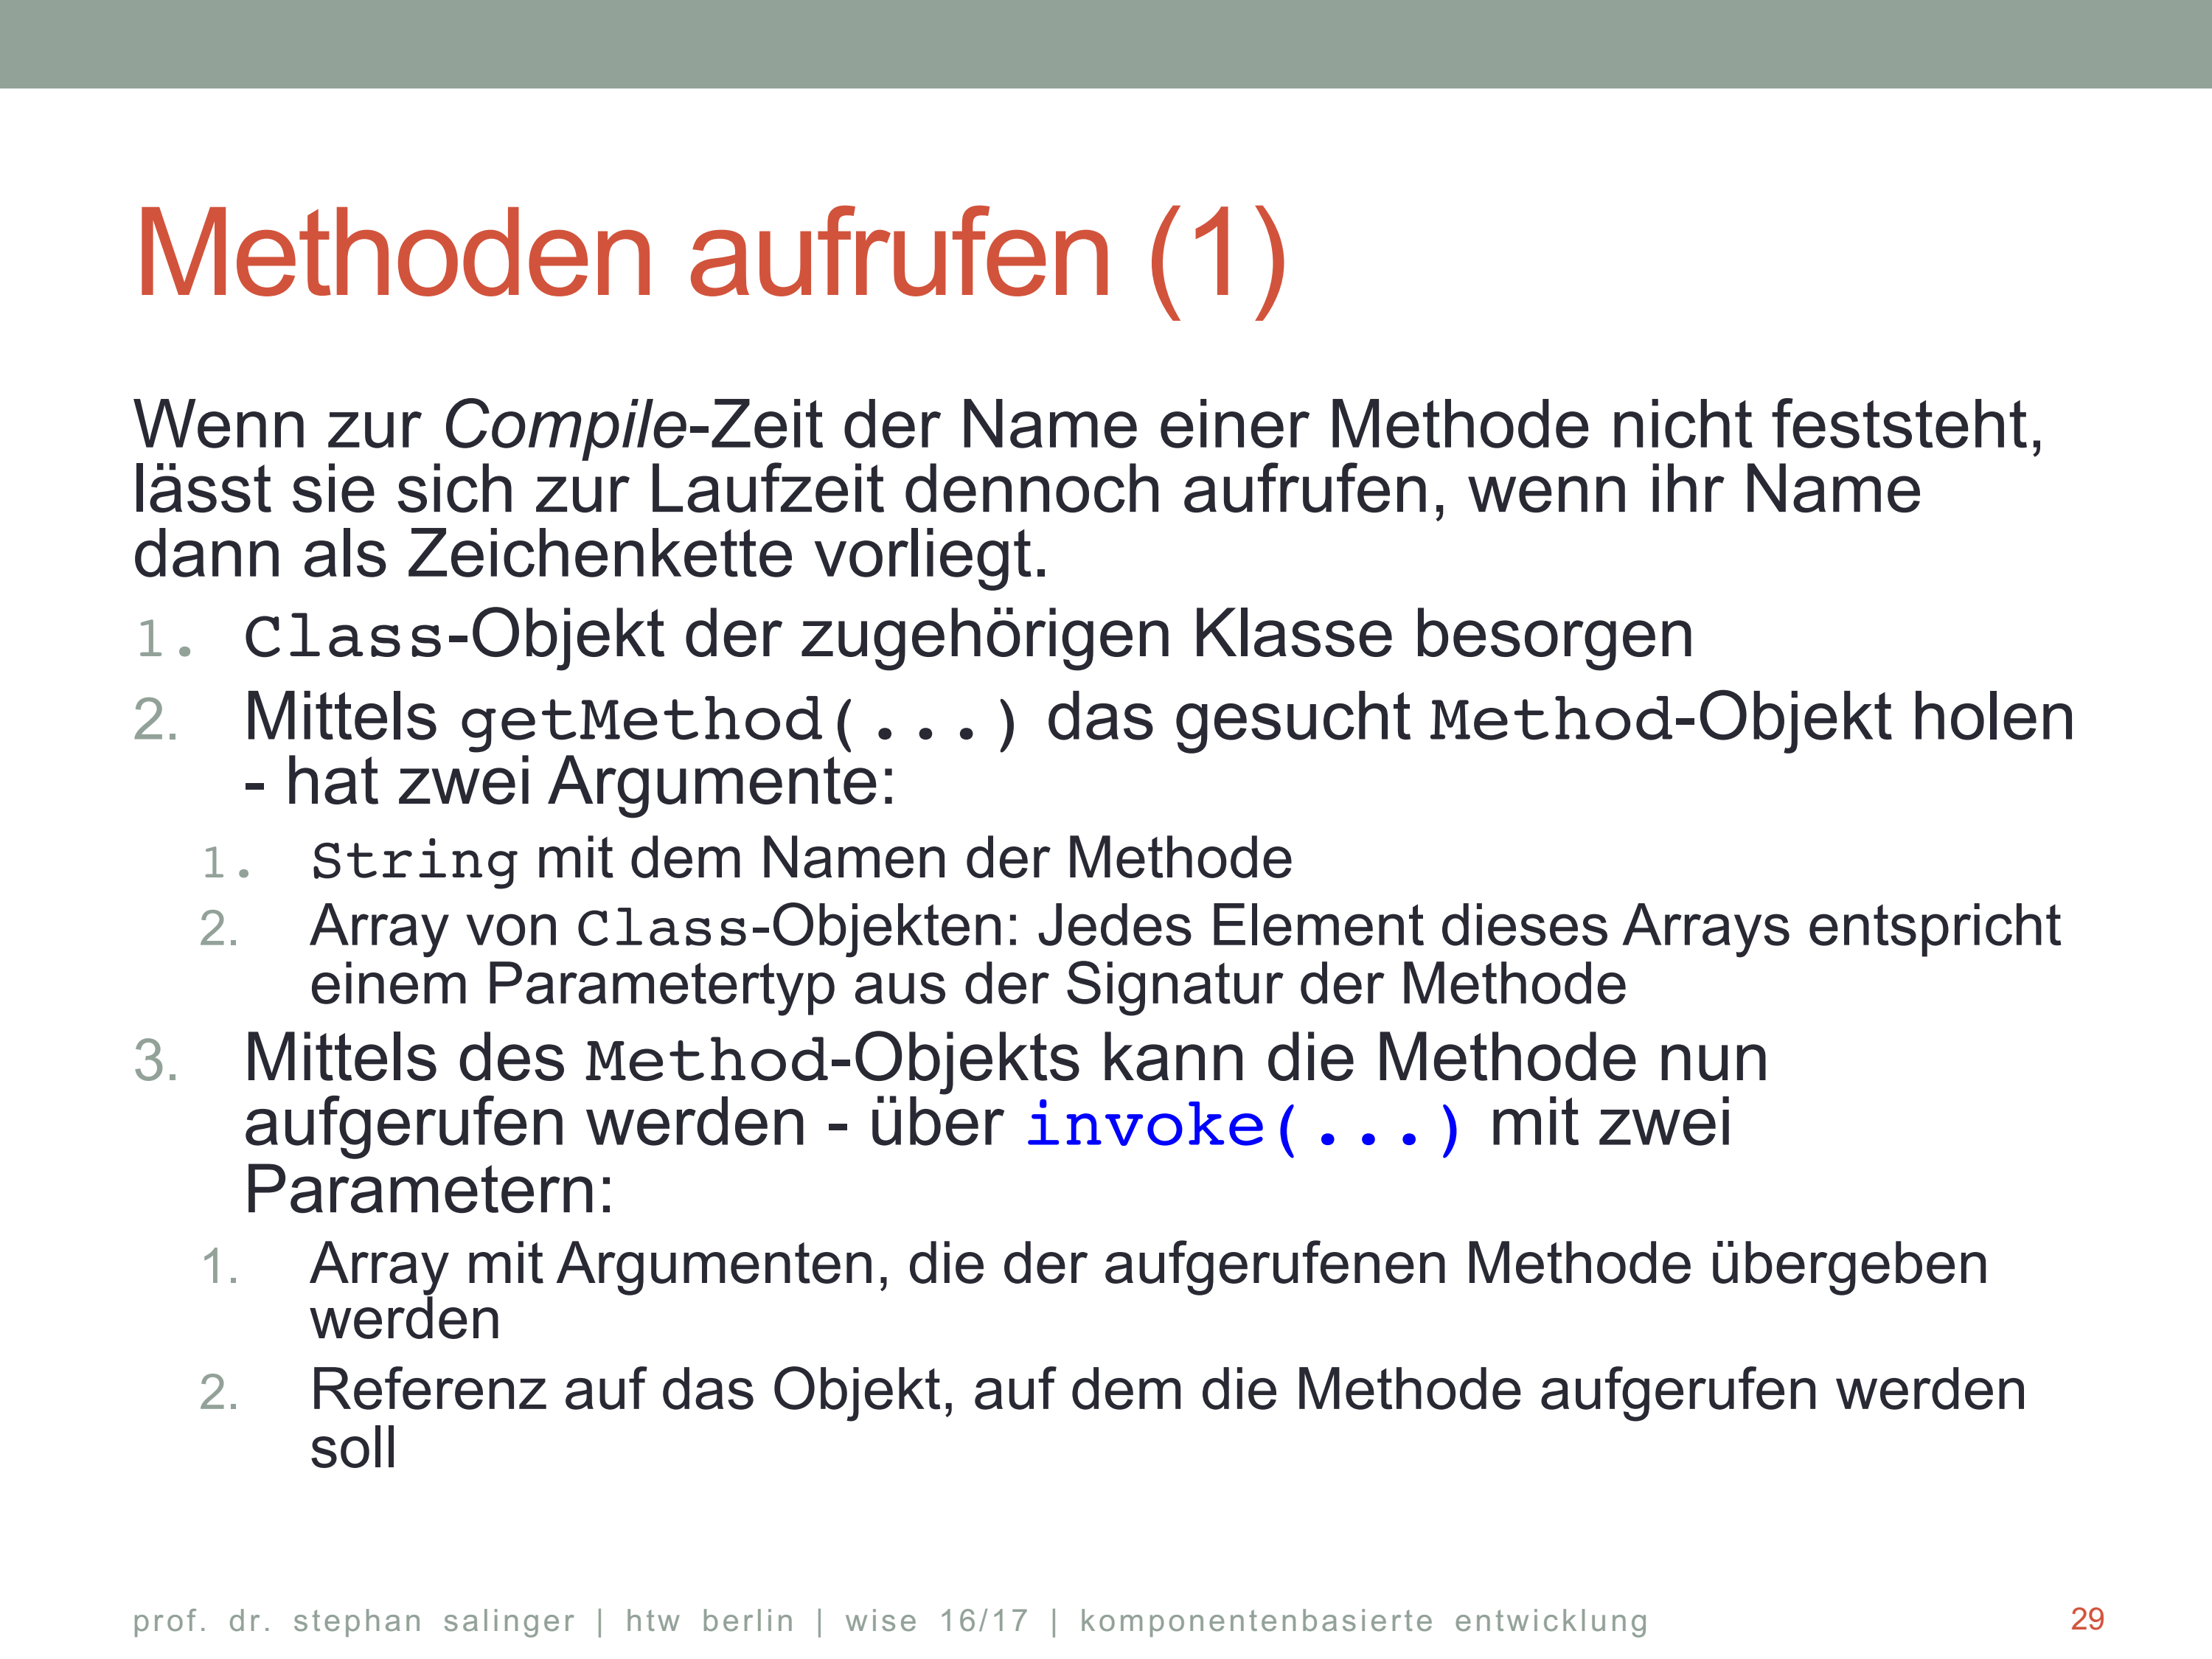 Methoden aufrufen (1)
Wenn zur Compile-Zeit der Name einer Methode nicht feststeht,
lässt sie sich zur Laufzeit dennoch aufrufen, wenn ihr Name
dann als Zeichenkette vorliegt.
1. Class-Objekt der zugehörigen Klasse besorgen
2. Mittels getMethod(...) das gesucht Method-Objekt holen
- hat zwei Argumente:
1. String mit dem Namen der Methode
2. Array von Class-Objekten: Jedes Element dieses Arrays entspricht
einem Parametertyp aus der Signatur der Methode
3. Mittels des Method-Objekts kann die Methode nun
aufgerufen werden - über invoke(...) mit zwei
Parametern:
1. Array mit Argumenten, die der aufgerufenen Methode übergeben
werden
2. Referenz auf das Objekt, auf dem die Methode aufgerufen werden
soll
prof. dr. stephan salinger | htw berlin | wise 16/17 | komponentenbasierte entwicklung
29